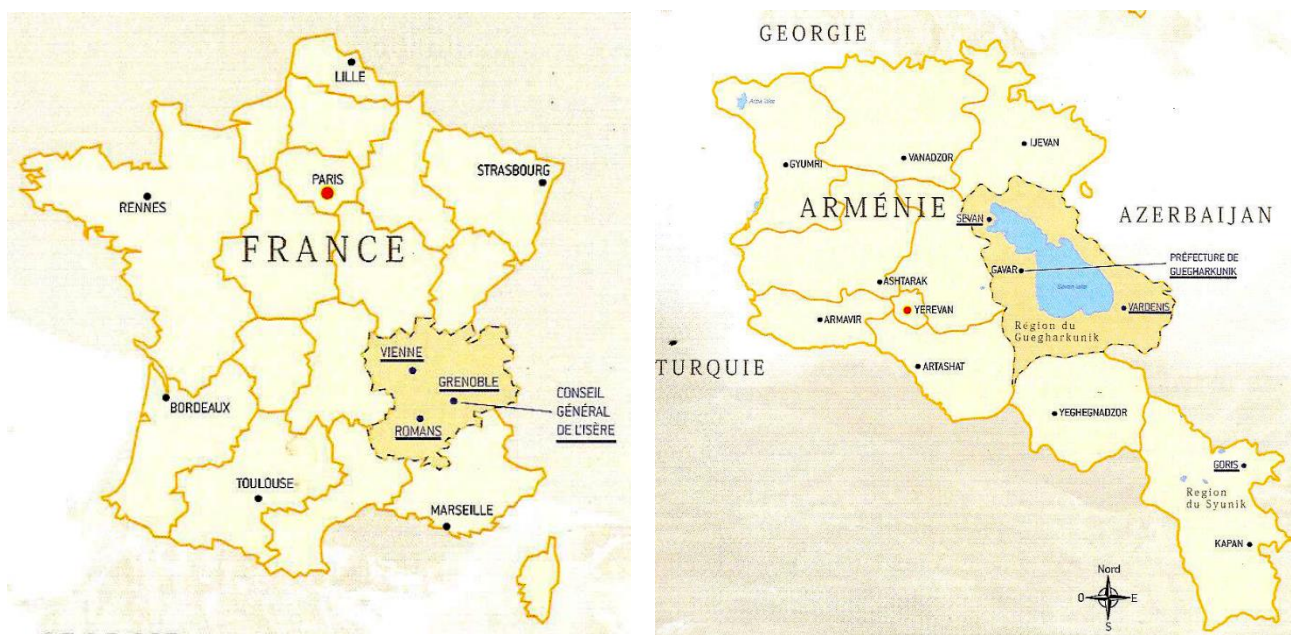 LILLE
PARIS
STRASBOURG
RENNES
FRANCE
VIENNE
GRENOBLE
CONSEIL
GÉNÉRAL
DE L'ISÈRE
BORDEAUX
ROMANS
TOULOUSE
MARSEILLE
GEORGIE
GYUMRI
VANADZOR
IJEVAN
ARMÉNIE
SEVAN
AZERBAIJAN
GAVAR
PRÉFECTURE DE
GUEGHARKUNIK
ASHTARAK
VARDENIS
ARMAVIR
YEREVAN
Région du
Guegharkunik
TURQUIE
ARTASHAT
YEGHEGNADZOR
GORIS
Region
du Syunik
KAPAN
Nord
O
E
S